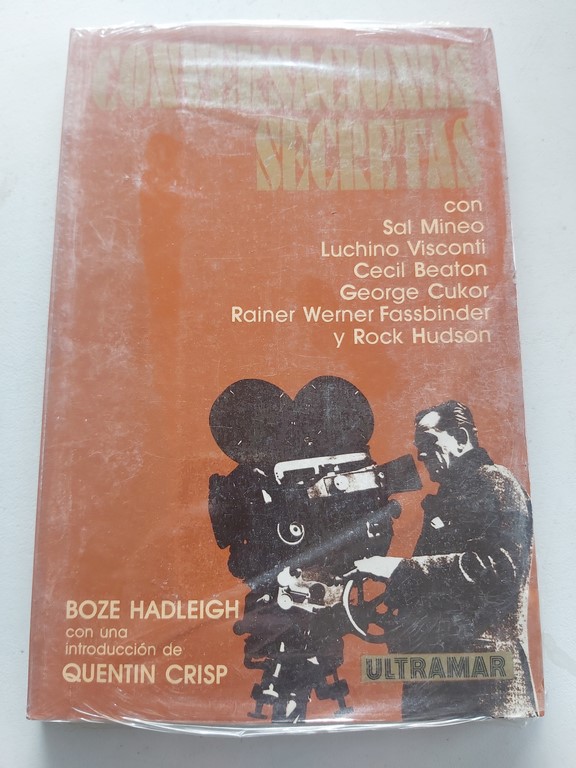 CONVERSACIONES
SECRETAS
con
Sal Mineo
Luchino Visconti
Cecil Beaton
George Cukor
Rainer Werner Fassbinder
y Rock Hudson
BOZE HADLEIGH
con una
introducción de
QUENTIN CRISP
ULTRAMAR